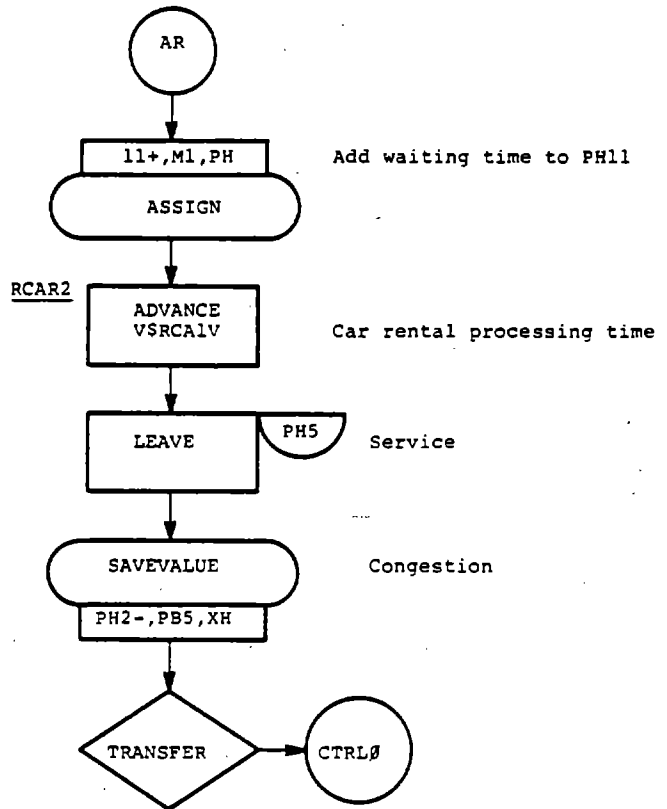 AR
11+,M1,PH
Add waiting time to PH11
ASSIGN
RCAR2
ADVANCE
V$RCA1V
Car rental processing time
LEAVE
PH5
Service
SAVEVALUE
Congestion
PH2-,PB5,XH
TRANSFER
CTRLØ